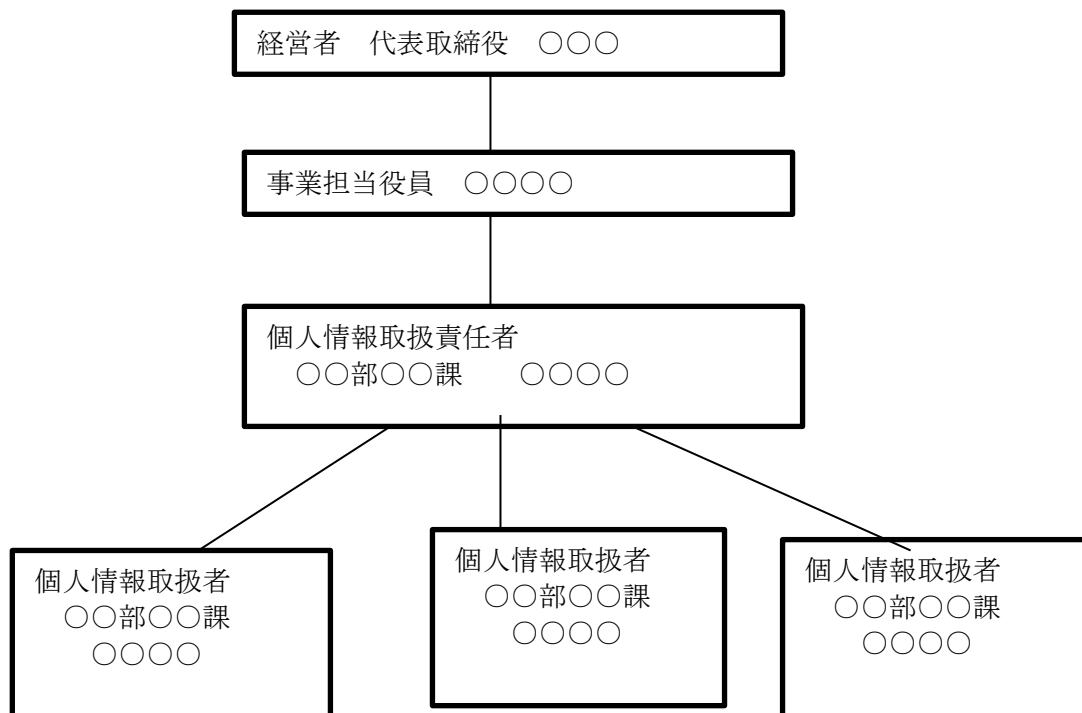 経営者　代表取締役　〇〇〇
事業担当役員　〇〇〇〇
個人情報取扱責任者
〇〇部〇〇課　　〇〇〇〇
個人情報取扱者
〇〇部〇〇課
〇〇〇〇
個人情報取扱者
〇〇部〇〇課
〇〇〇〇
個人情報取扱者
〇〇部〇〇課
〇〇〇〇